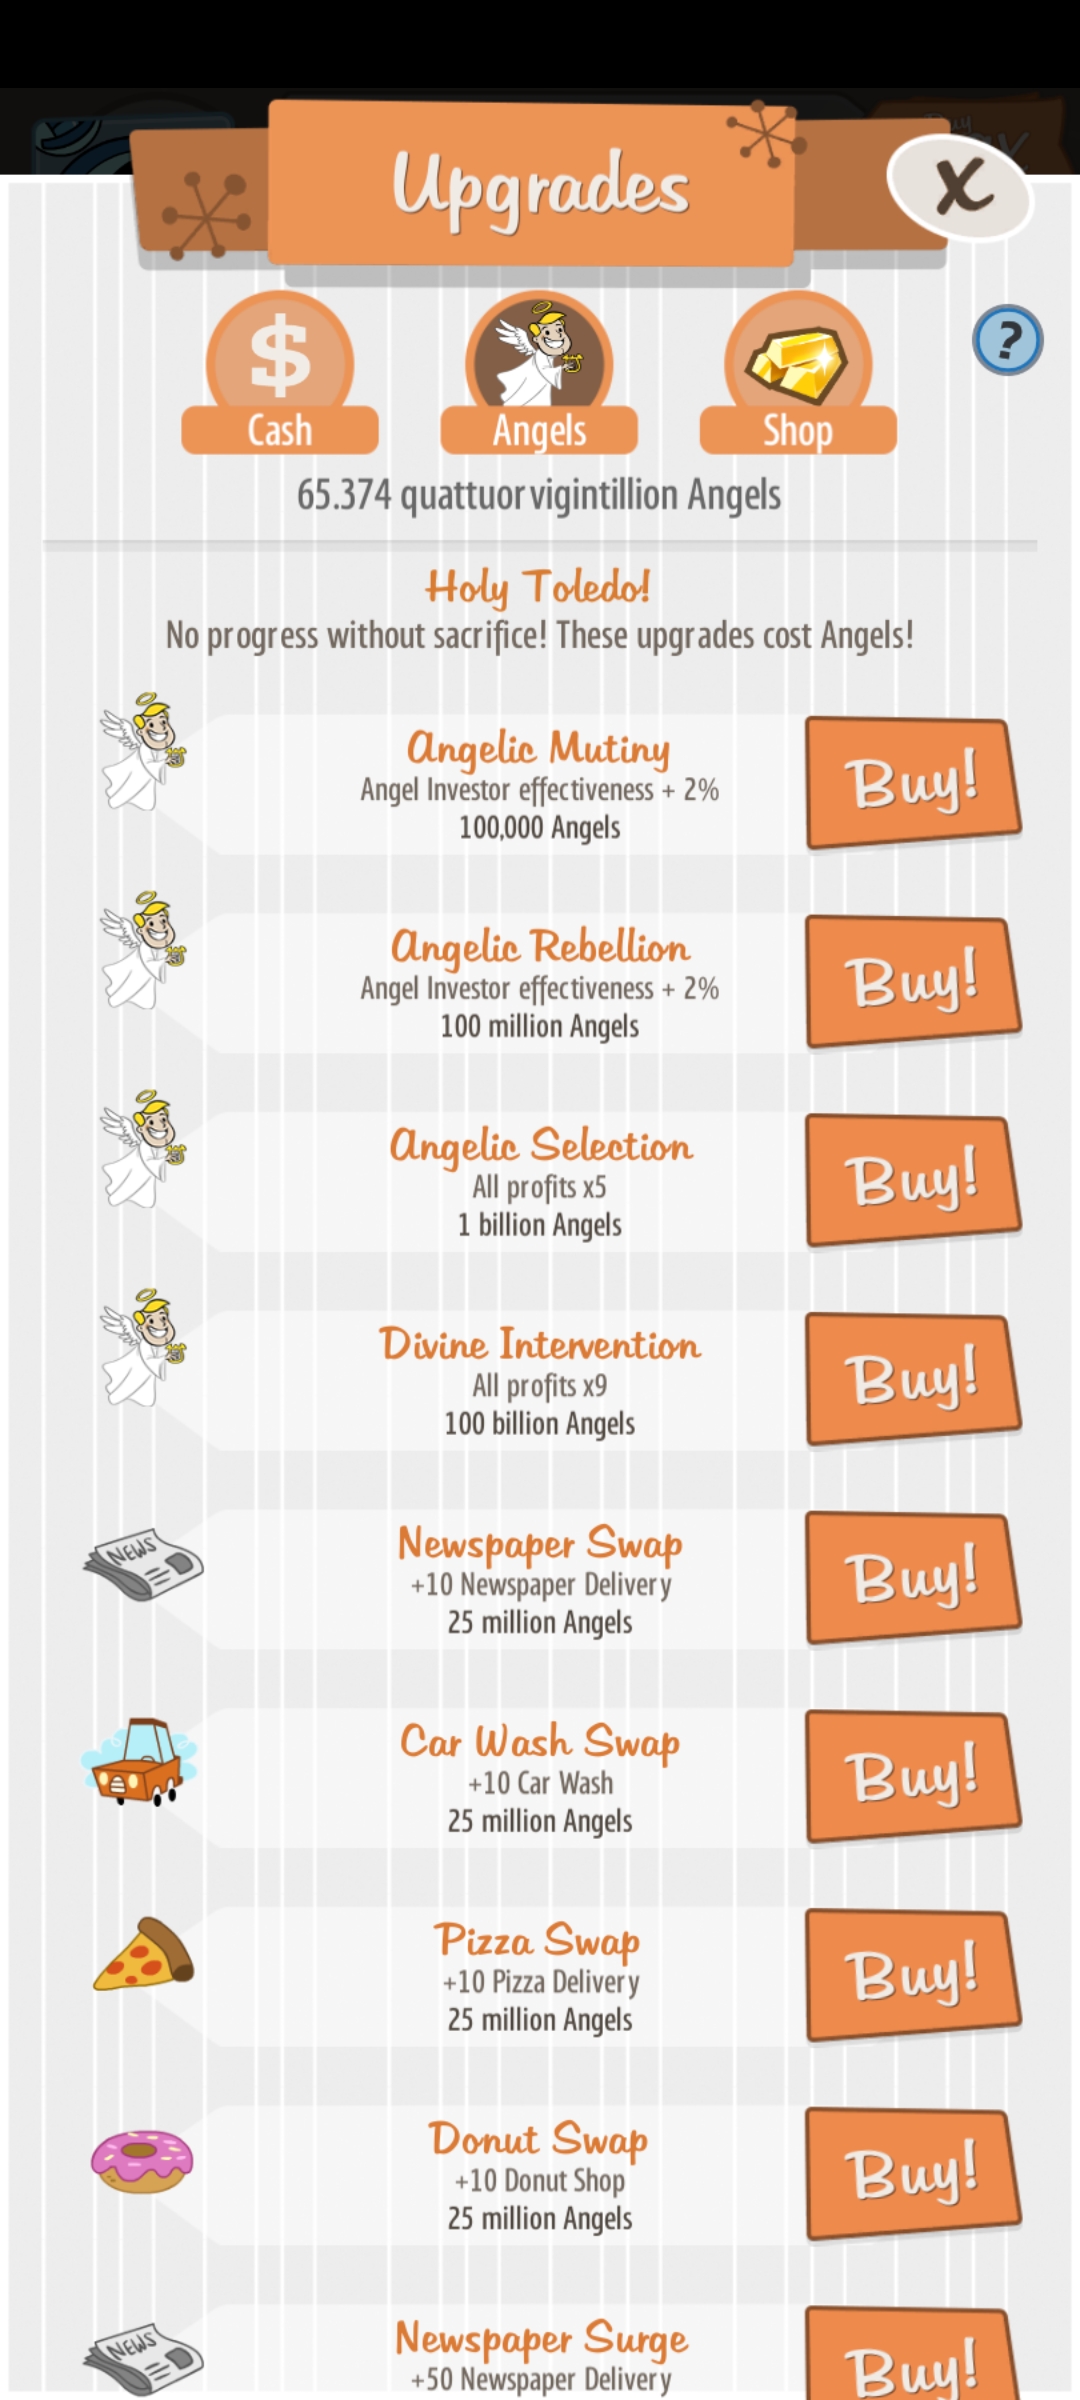 Upgrades
X
$
?
Cash
Angels
Shop
65.374 quattuorvigintillion Angels
Holy Toledo!
No progress without sacrifice! These upgrades cost Angels!
Angelic Mutiny
Angel Investor effectiveness + 2%
100,000 Angels
Buy!
Angelic Rebellion
Angel Investor effectiveness + 2%
100 million Angels
Buy!
Angelic Selection
All profits x5
1 billion Angels
Buy!
Divine Intervention
All profits x9
100 billion Angels
Buy!
NEWS
Newspaper Swap
+10 Newspaper Delivery
25 million Angels
Buy!
Car Wash Swap
+10 Car Wash
25 million Angels
Buy!
Pizza Swap
+10 Pizza Delivery
25 million Angels
Buy!
Donut Swap
+10 Donut Shop
25 million Angels
Buy!
NEWS
Newspaper Surge
+50 Newspaper Delivery
Buy!